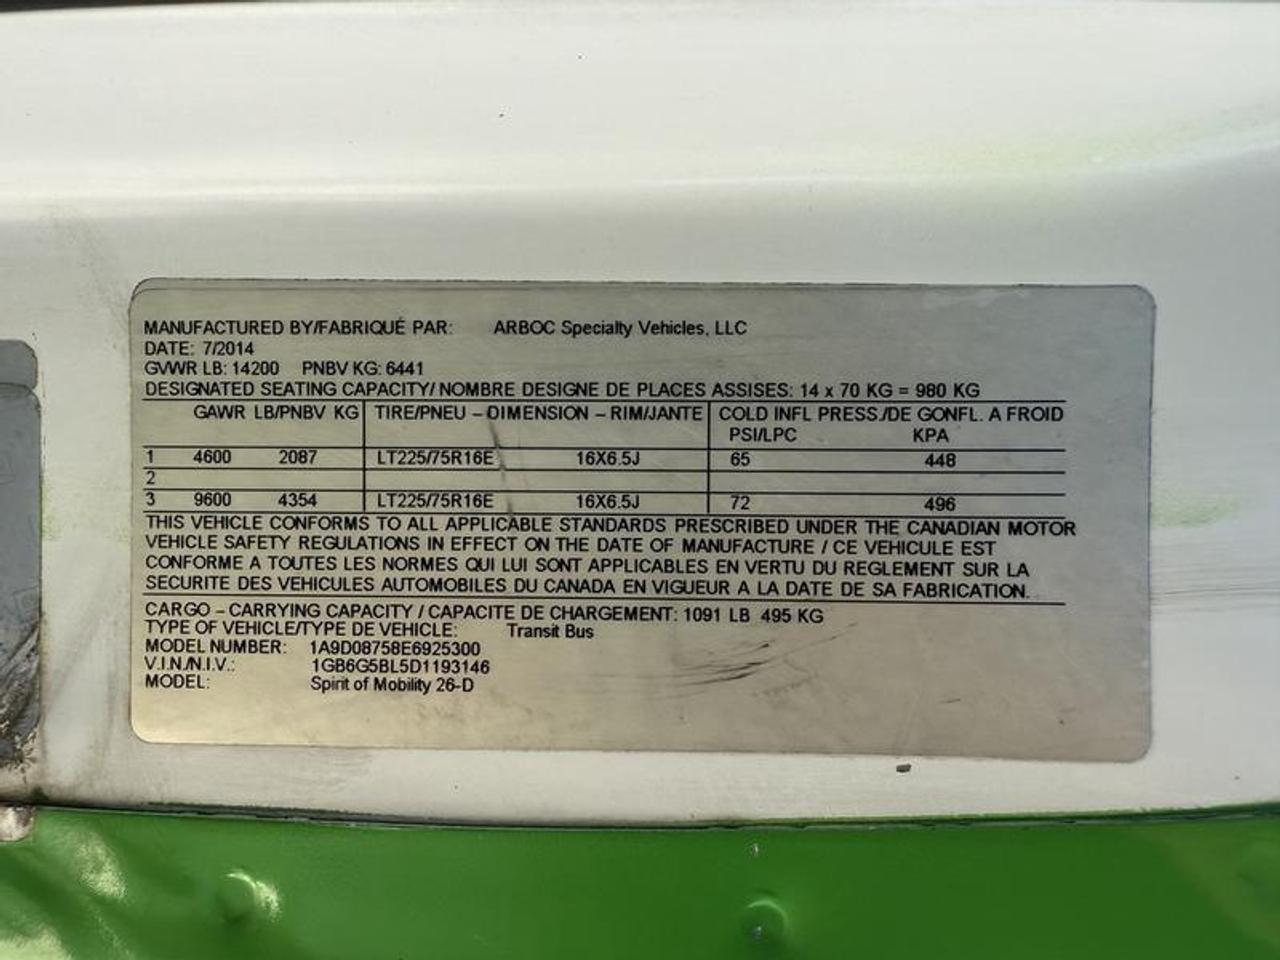 MANUFACTURED BY/FABRIQUÉ PAR: ARBOC Specialty Vehicles, LLC
DATE: 7/2014
GVWR LB: 14200 PNBV KG: 6441
DESIGNATED SEATING CAPACITY/ NOMBRE DESIGNE DE PLACES ASSISES: 14 x 70 KG = 980 KG
GAWR LB/PNBV KG TIRE/PNEU – DIMENSION – RIM/JANTE COLD INFL PRESS./DE GONFL. A FROID
PSI/LPC KPA
1 4600 2087 LT225/75R16E 16X6.5J 65 448
2
3 9600 4354 LT225/75R16E 16X6.5J 72 496
THIS VEHICLE CONFORMS TO ALL APPLICABLE STANDARDS PRESCRIBED UNDER THE CANADIAN MOTOR
VEHICLE SAFETY REGULATIONS IN EFFECT ON THE DATE OF MANUFACTURE / CE VEHICULE EST
CONFORME A TOUTES LES NORMES QUI LUI SONT APPLICABLES EN VERTU DU REGLEMENT SUR LA
SECURITE DES VEHICULES AUTOMOBILES DU CANADA EN VIGUEUR A LA DATE DE SA FABRICATION.
CARGO – CARRYING CAPACITY / CAPACITE DE CHARGEMENT: 1091 LB 495 KG
TYPE OF VEHICLE/TYPE DE VEHICLE: Transit Bus
MODEL NUMBER: 1A9D08758E6925300
V.I.N/N.I.V.: 1GB6G5BL5D1193146
MODEL: Spirit of Mobility 26-D